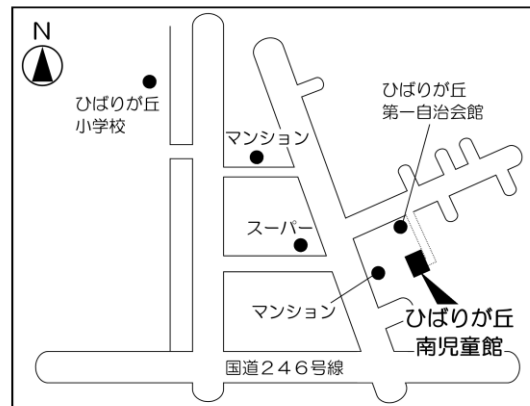 N
ひばりが丘
小学校
ひばりが丘
第一自治会館
マンション
スーパー
マンション
ひばりが丘
南児童館
国道２４６号線